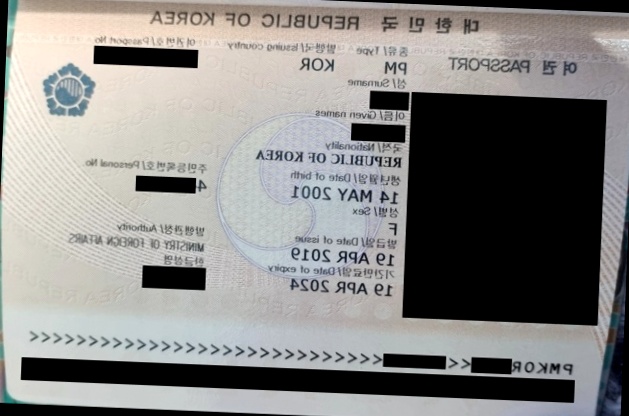 대한민국 REPUBLIC OF KOREA
여권 PASSPORT
종류/ Type 발행국/ Issuing country 여권번호/ Passport No.
PM KOR
성/ Surname
이름/ Given names
국적/ Nationality
REPUBLIC OF KOREA
생년월일/ Date of birth 주민등록번호/ Personal No.
14 MAY 2001 4
성별/ Sex
F
발급일/ Date of issue 발행관청/ Authority
19 APR 2019 MINISTRY OF FOREIGN AFFAIRS
기간만료일/ Date of expiry 한글성명
19 APR 2024
PMKOR <<<<<<<<<<<<<<<<<<<<<<<<<<<<<<